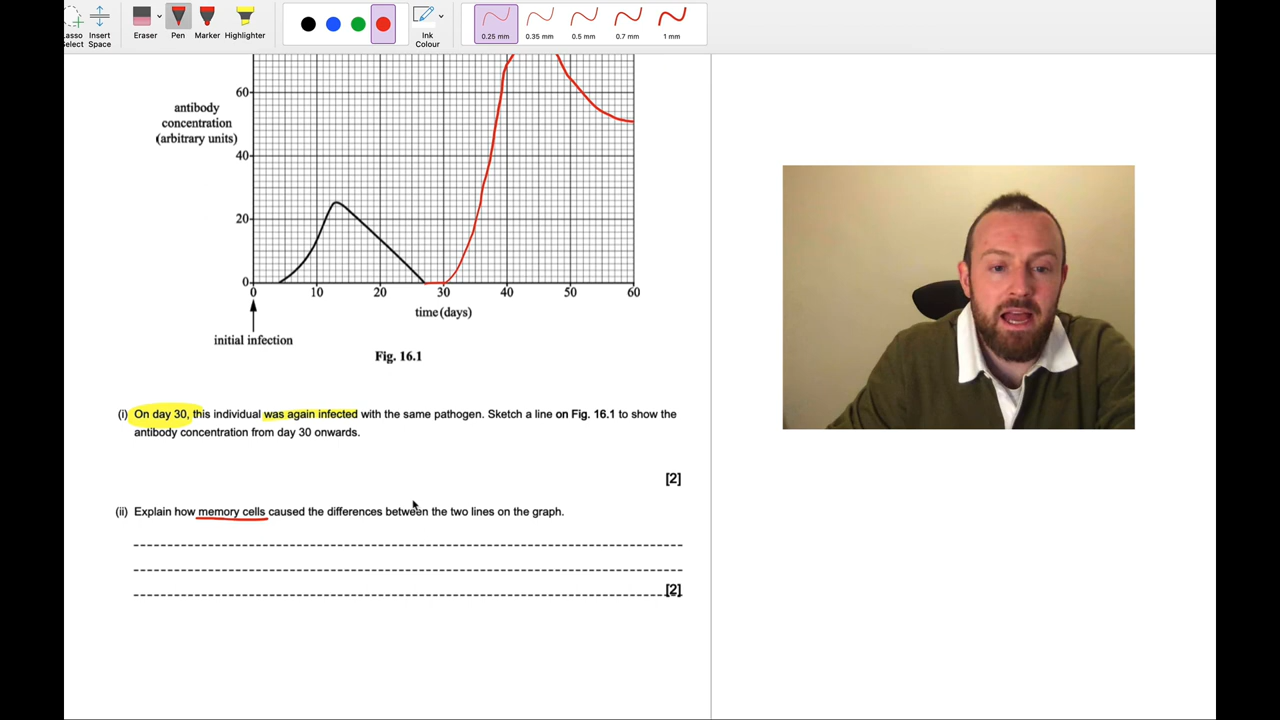 Lasso Select
Insert Space
Eraser
Pen
Marker
Highlighter
Ink Colour
0.25 mm
0.35 mm
0.5 mm
0.7 mm
1 mm
60
antibody
concentration
(arbitrary units)
40
20
0
0 10 20 30 40 50 60
time (days)
initial infection
Fig. 16.1
(i) On day 30, this individual was again infected with the same pathogen. Sketch a line on Fig. 16.1 to show the
antibody concentration from day 30 onwards.
[2]
(ii) Explain how memory cells caused the differences between the two lines on the graph.
[2]